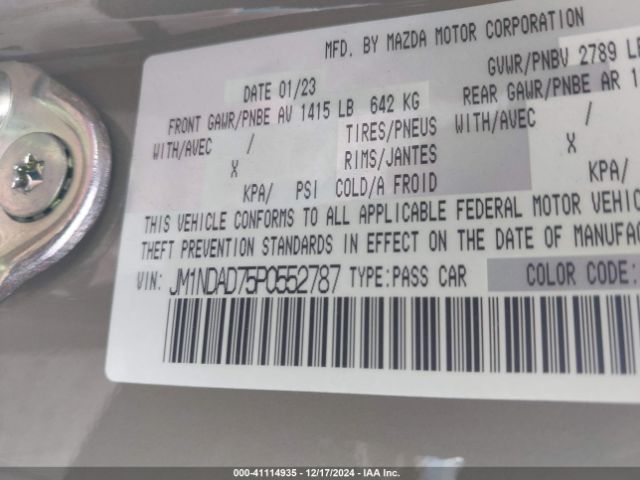 MFD. BY MAZDA MOTOR CORPORATION
DATE 01/23 GVWR/PNBV 2789 LB
FRONT GAWR/PNBE AV 1415 LB 642 KG REAR GAWR/PNBE AR 1
WITH/AVEC / TIRES/PNEUS WITH/AVEC /
X RIMS/JANTES X
KPA/ PSI COLD/A FROID KPA/
THIS VEHICLE CONFORMS TO ALL APPLICABLE FEDERAL MOTOR VEHIC
THEFT PREVENTION STANDARDS IN EFFECT ON THE DATE OF MANUFAC
VIN: JM1NDAD75P0552787 TYPE:PASS CAR COLOR CODE:
000-41114935 - 12/17/2024 - IAA Inc.